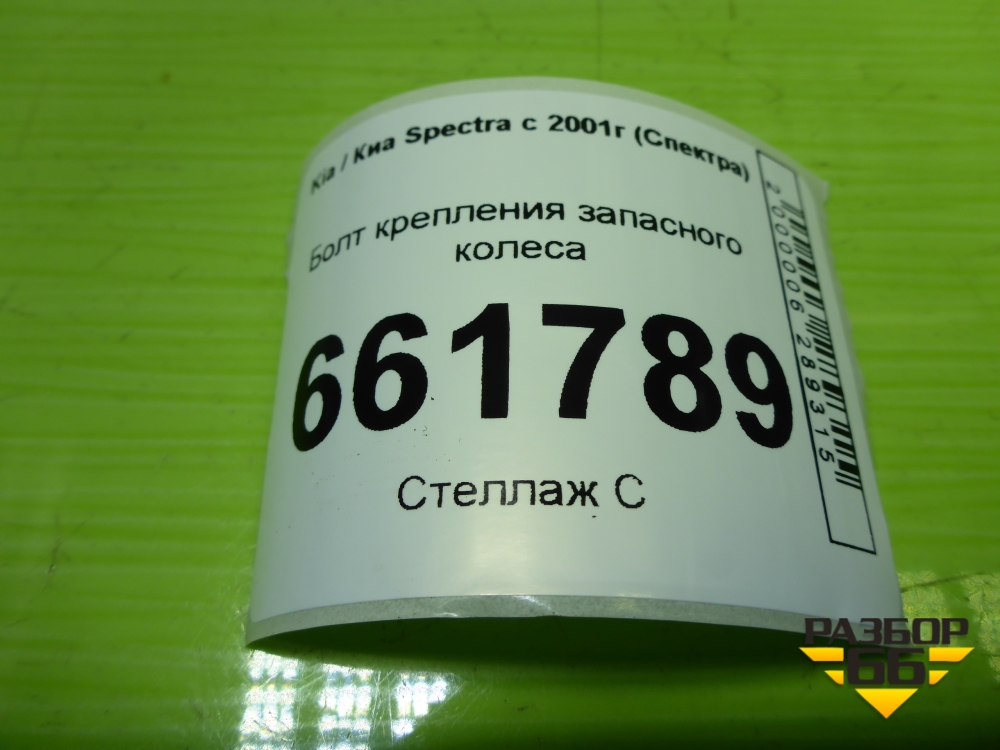 Kia / Киа Spectra с 2001г (Спектра)
Болт крепления запасного
колеса
661789
Стеллаж С
2000006289315
РАЗБОР
66